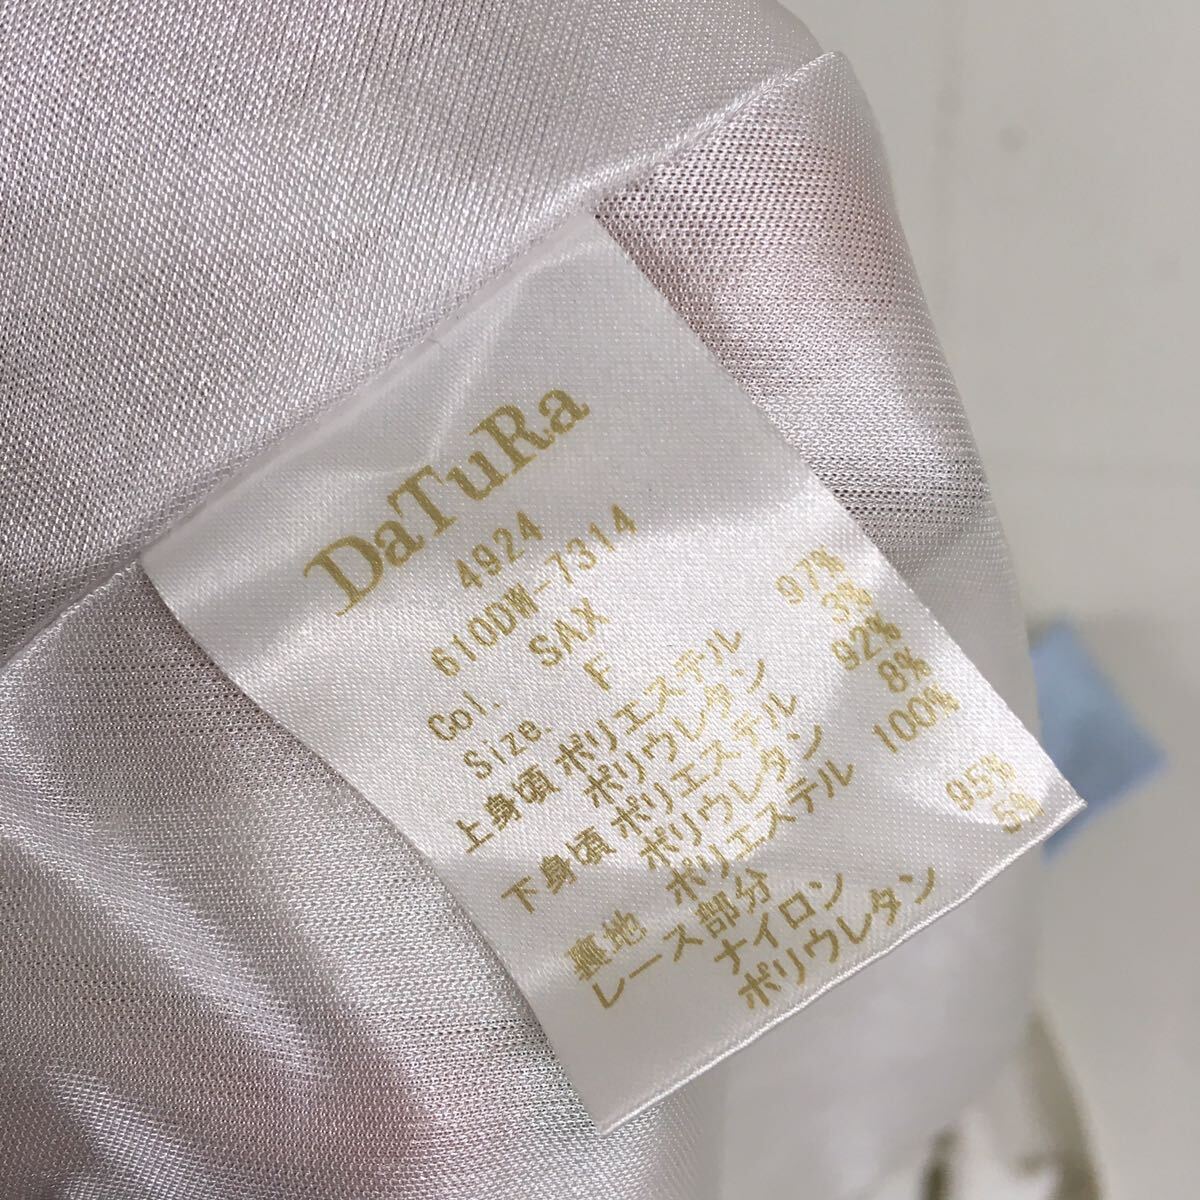 DaTuRa
4924
610DW-7314
Col. SAX
Size. F
上身頃 ポリエステル 97%
ポリウレタン 3%
下身頃 ポリエステル 92%
ポリウレタン 8%
裏地 ポリエステル 100%
レース部分
ナイロン 95%
ポリウレタン 5%